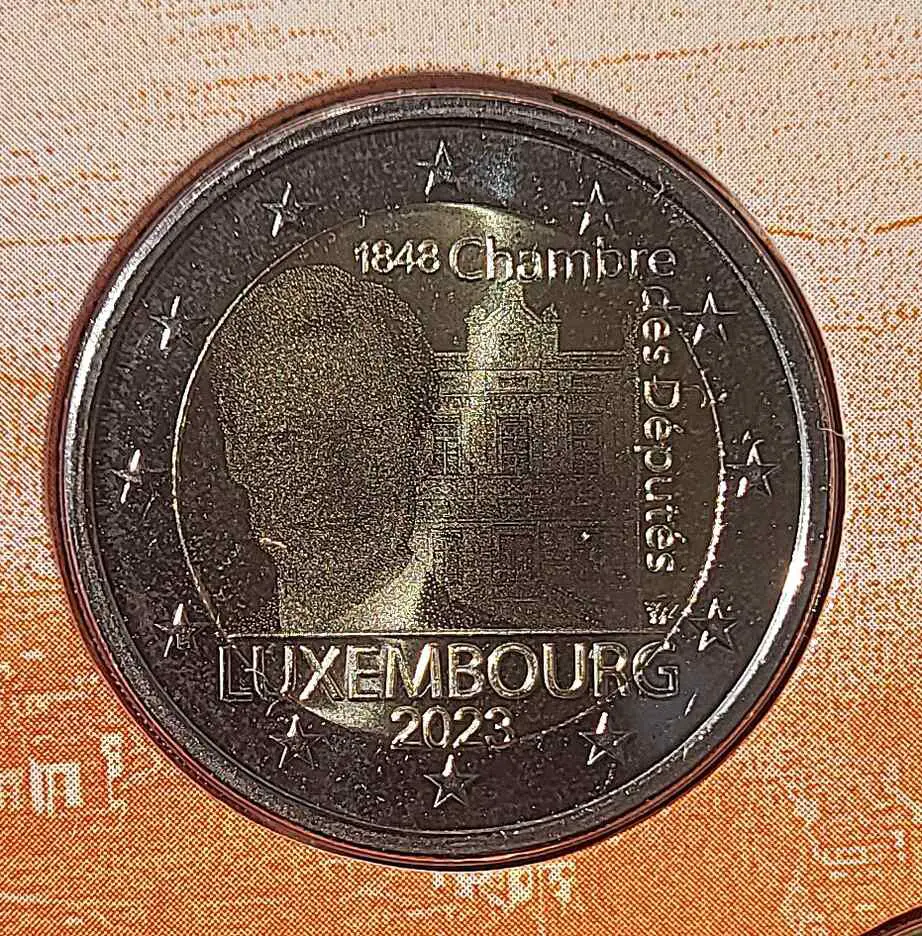 1848 Chambre
des Députés
LUXEMBOURG
2023